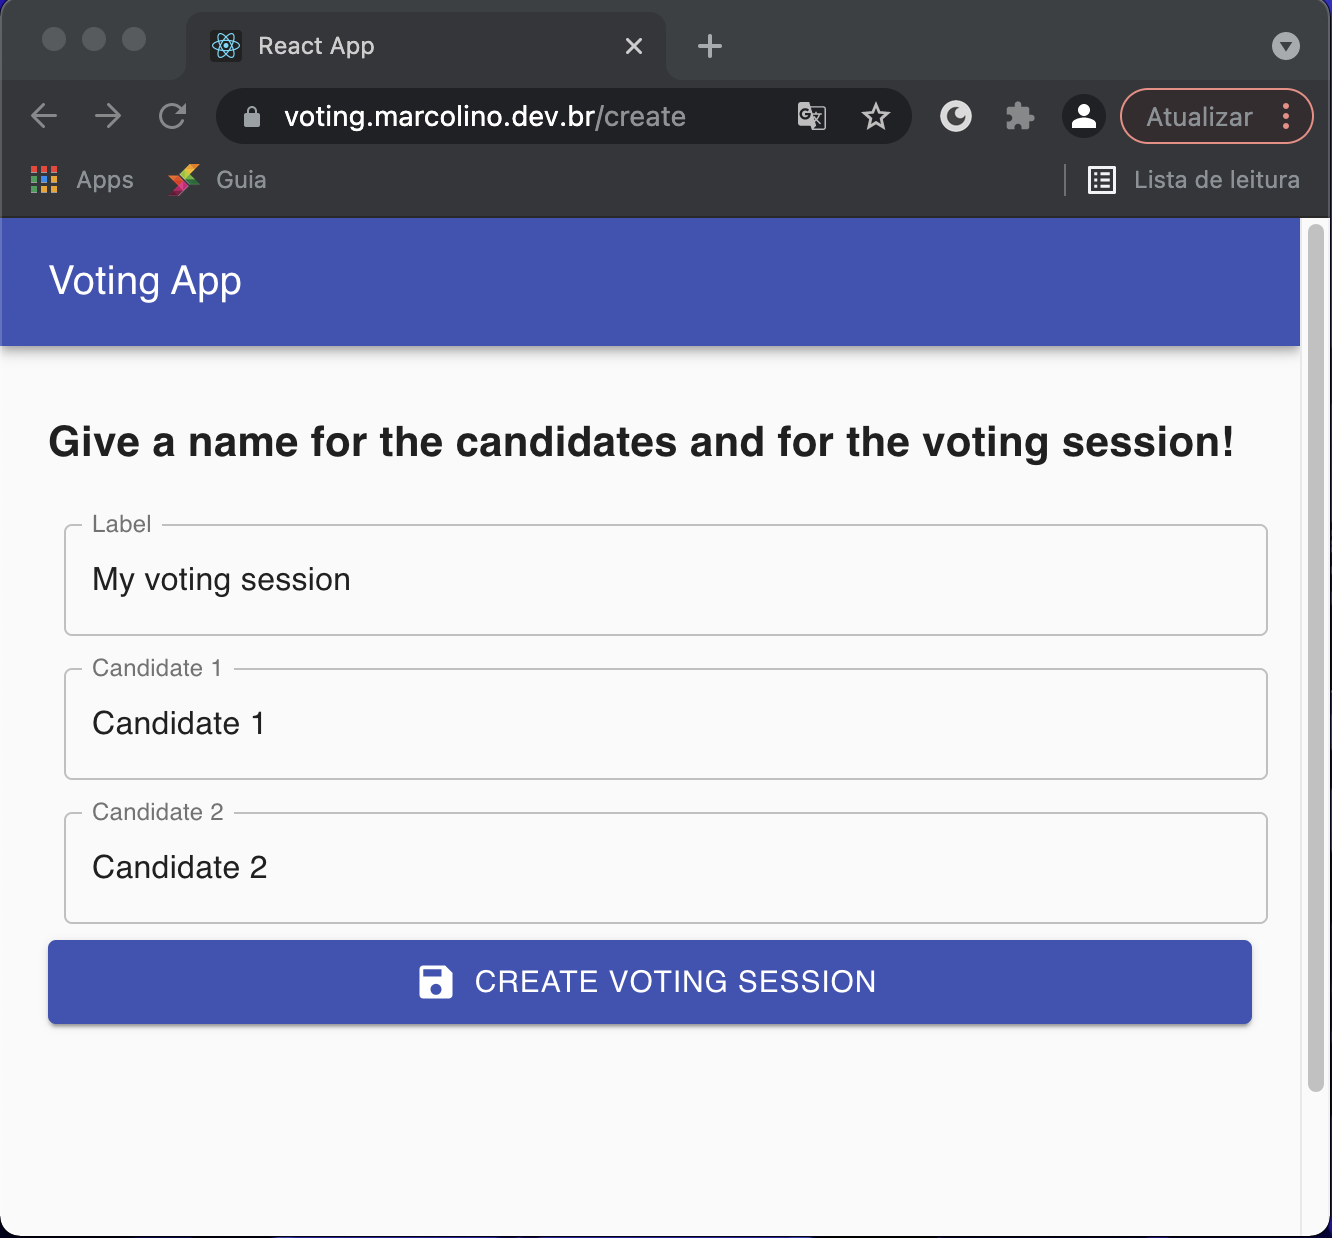 React App
voting.marcolino.dev.br/create
Atualizar
Apps
Guia
Lista de leitura
Voting App
Give a name for the candidates and for the voting session!
Label
My voting session
Candidate 1
Candidate 1
Candidate 2
Candidate 2
CREATE VOTING SESSION